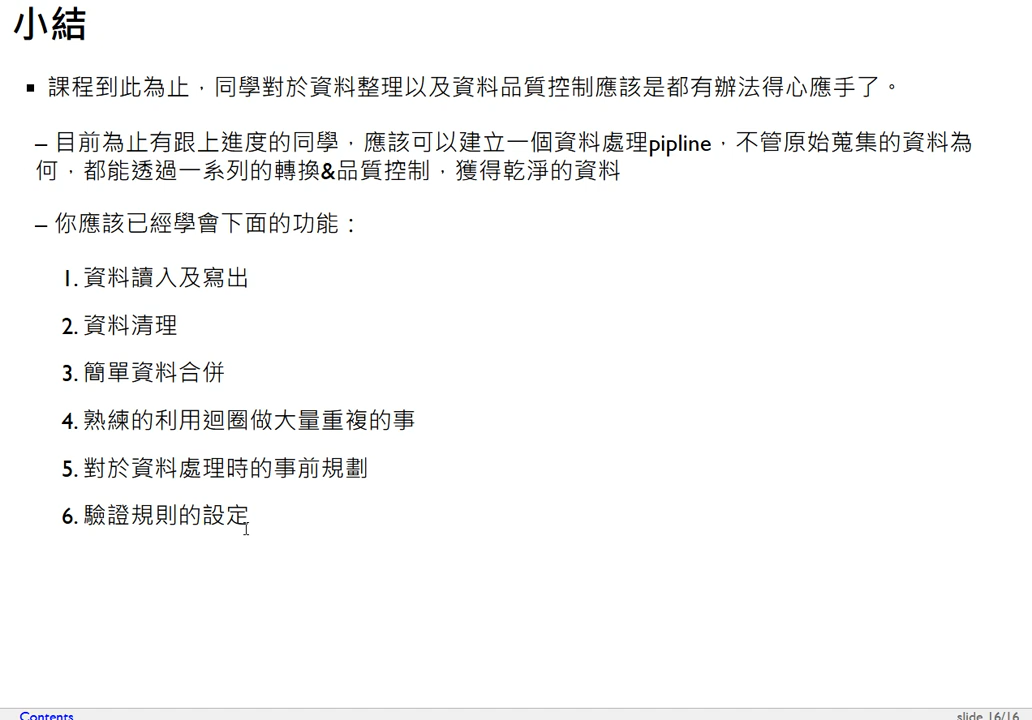 小結
▪ 課程到此為止，同學對於資料整理以及資料品質控制應該是都有辦法得心應手了。
– 目前為止有跟上進度的同學，應該可以建立一個資料處理pipline，不管原始蒐集的資料為
何，都能透過一系列的轉換&品質控制，獲得乾淨的資料
– 你應該已經學會下面的功能：
1. 資料讀入及寫出
2. 資料清理
3. 簡單資料合併
4. 熟練的利用迴圈做大量重複的事
5. 對於資料處理時的事前規劃
6. 驗證規則的設定
Contents
slide 16/16